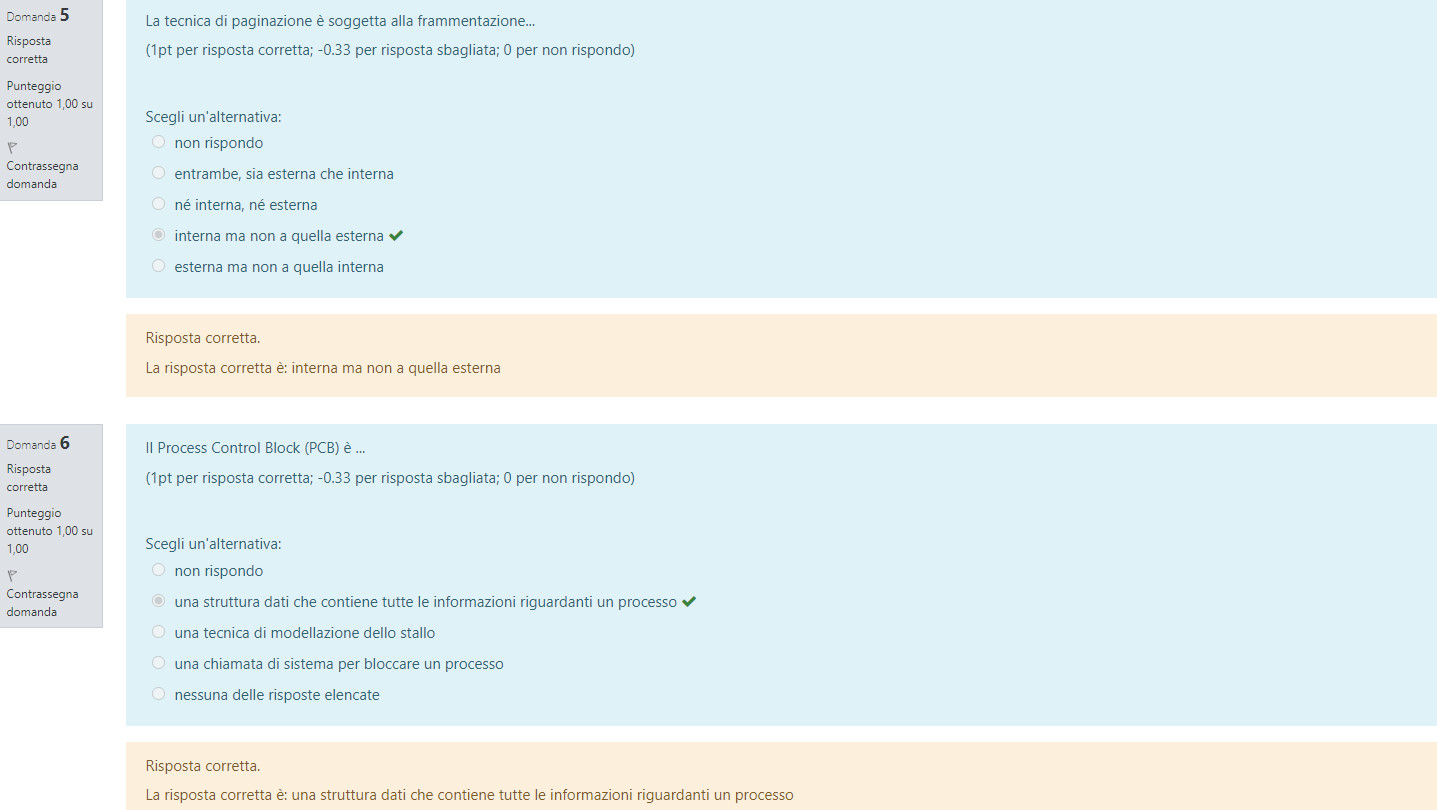 Domanda 5
Risposta
corretta
Punteggio
ottenuto 1,00 su
1,00
Contrassegna
domanda
La tecnica di paginazione è soggetta alla frammentazione...
(1pt per risposta corretta; -0.33 per risposta sbagliata; 0 per non rispondo)
Scegli un'alternativa:
non rispondo
entrambe, sia esterna che interna
né interna, né esterna
interna ma non a quella esterna
esterna ma non a quella interna
Risposta corretta.
La risposta corretta è: interna ma non a quella esterna
Domanda 6
Risposta
corretta
Punteggio
ottenuto 1,00 su
1,00
Contrassegna
domanda
Il Process Control Block (PCB) è ...
(1pt per risposta corretta; -0.33 per risposta sbagliata; 0 per non rispondo)
Scegli un'alternativa:
non rispondo
una struttura dati che contiene tutte le informazioni riguardanti un processo
una tecnica di modellazione dello stallo
una chiamata di sistema per bloccare un processo
nessuna delle risposte elencate
Risposta corretta.
La risposta corretta è: una struttura dati che contiene tutte le informazioni riguardanti un processo